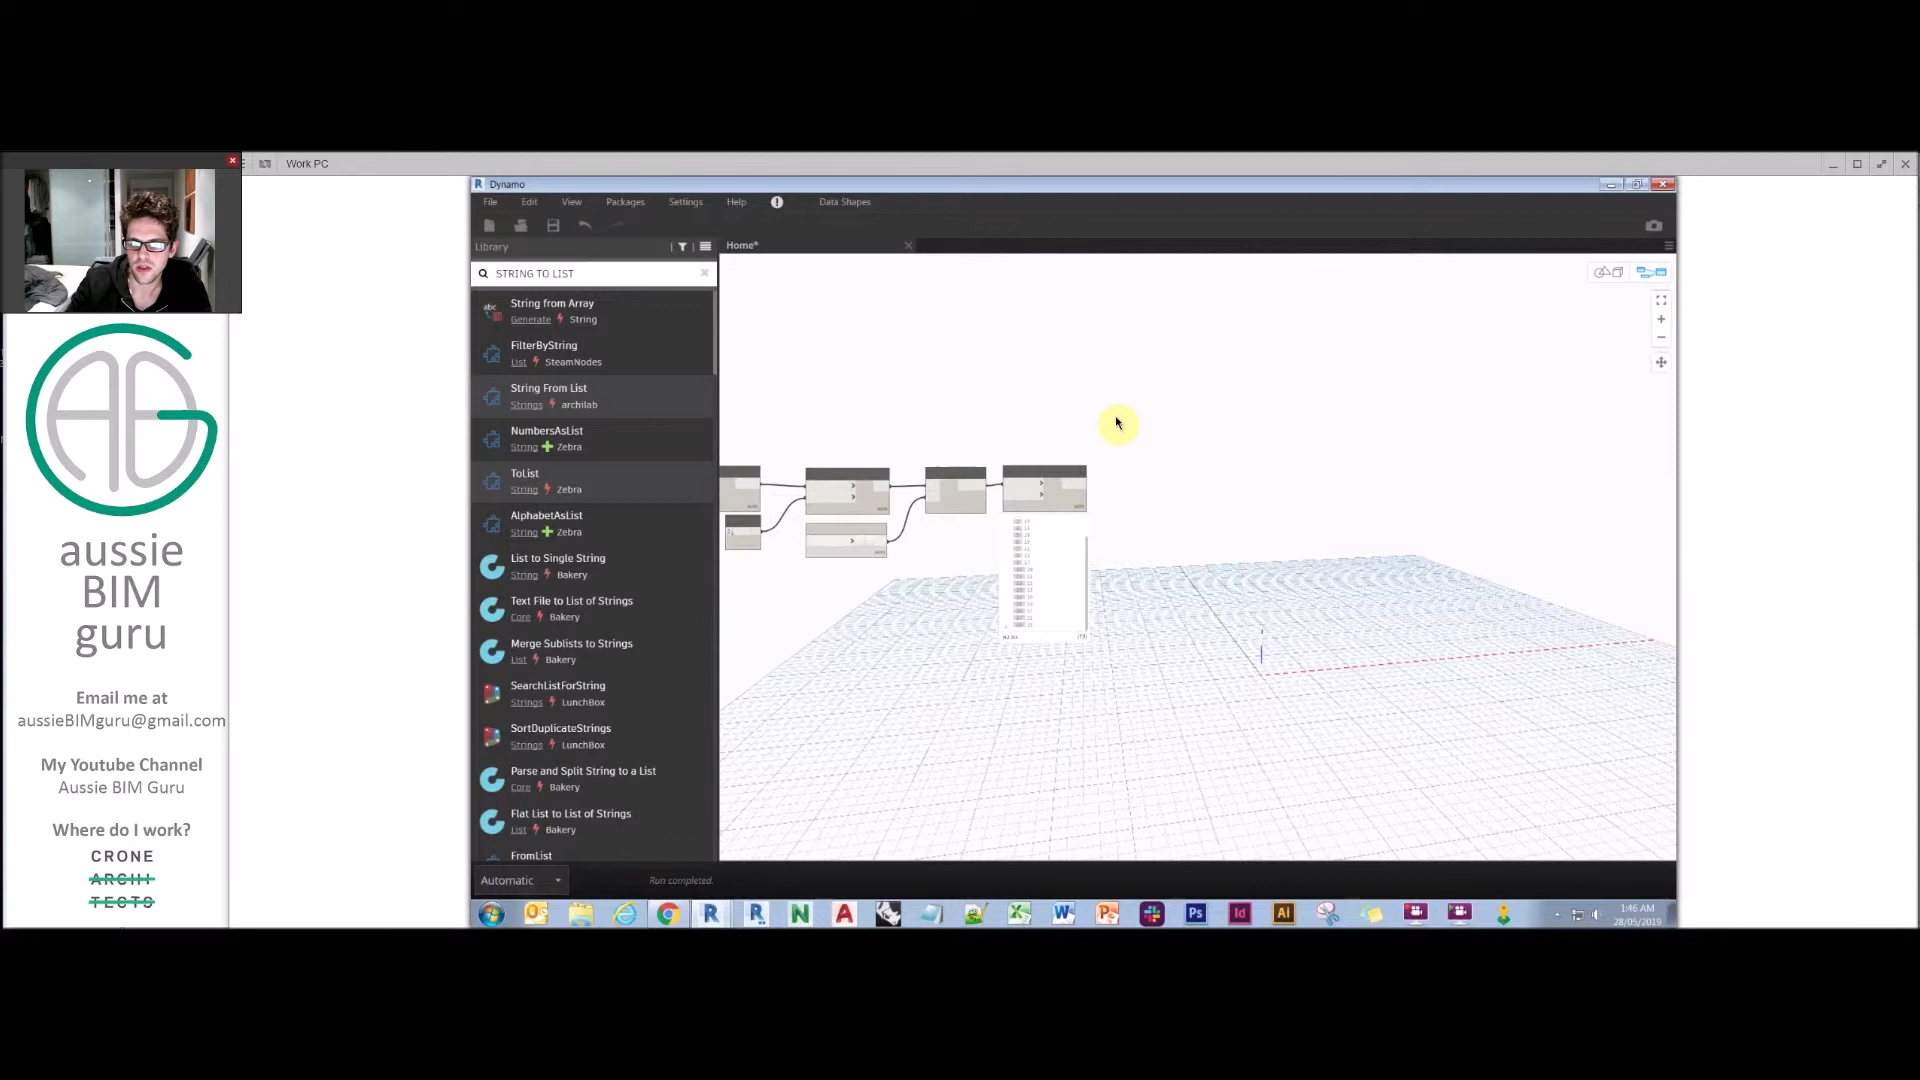 Work PC
Dynamo
File Edit View Packages Settings Help Data Shapes
Library
Home*
STRING TO LIST
String from Array
Generate String
FilterByString
List SteamNodes
String From List
Strings archilab
NumbersAsList
String Zebra
ToList
String Zebra
AlphabetAsList
String Zebra
List to Single String
String Bakery
Text File to List of Strings
Core Bakery
Merge Sublists to Strings
List Bakery
SearchListForString
Strings LunchBox
SortDuplicateStrings
Strings LunchBox
Parse and Split String to a List
Core Bakery
Flat List to List of Strings
List Bakery
FromList
Automatic
Run completed.
1:46 AM
28/05/2019
AG
aussie
BIM
guru
Email me at
aussieBIMguru@gmail.com
My Youtube Channel
Aussie BIM Guru
Where do I work?
CRONE
ARCHI
TECTS